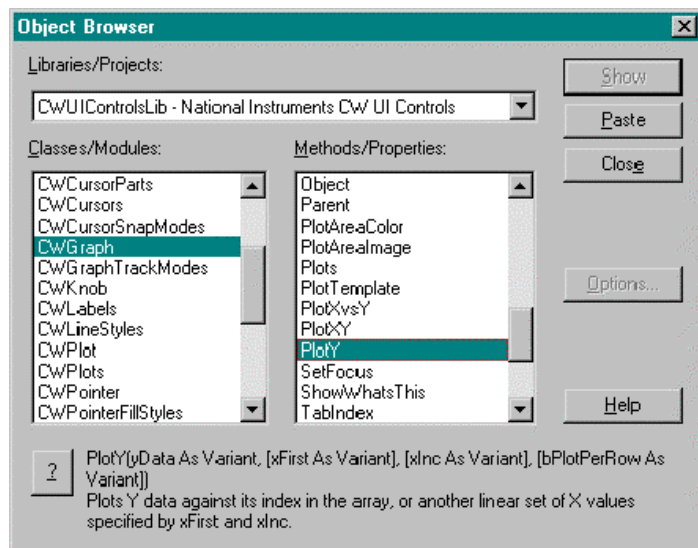 Object Browser
Libraries/Projects:
CWUIControlsLib - National Instruments CW UI Controls
Show
Paste
Close
Classes/Modules:
Methods/Properties:
CWCursorParts
CWCursors
CWCursorSnapModes
CWGraph
CWGraphTrackModes
CWKnob
CWLabels
CWLineStyles
CWPlot
CWPlots
CWPointer
CWPointerFillStyles
Object
Parent
PlotAreaColor
PlotAreaImage
Plots
PlotTemplate
PlotXvsY
PlotXY
PlotY
SetFocus
ShowWhatsThis
TabIndex
Options...
Help
?
PlotY(yData As Variant, [xFirst As Variant], [xInc As Variant], [bPlotPerRow As
Variant])
Plots Y data against its index in the array, or another linear set of X values
specified by xFirst and xInc.